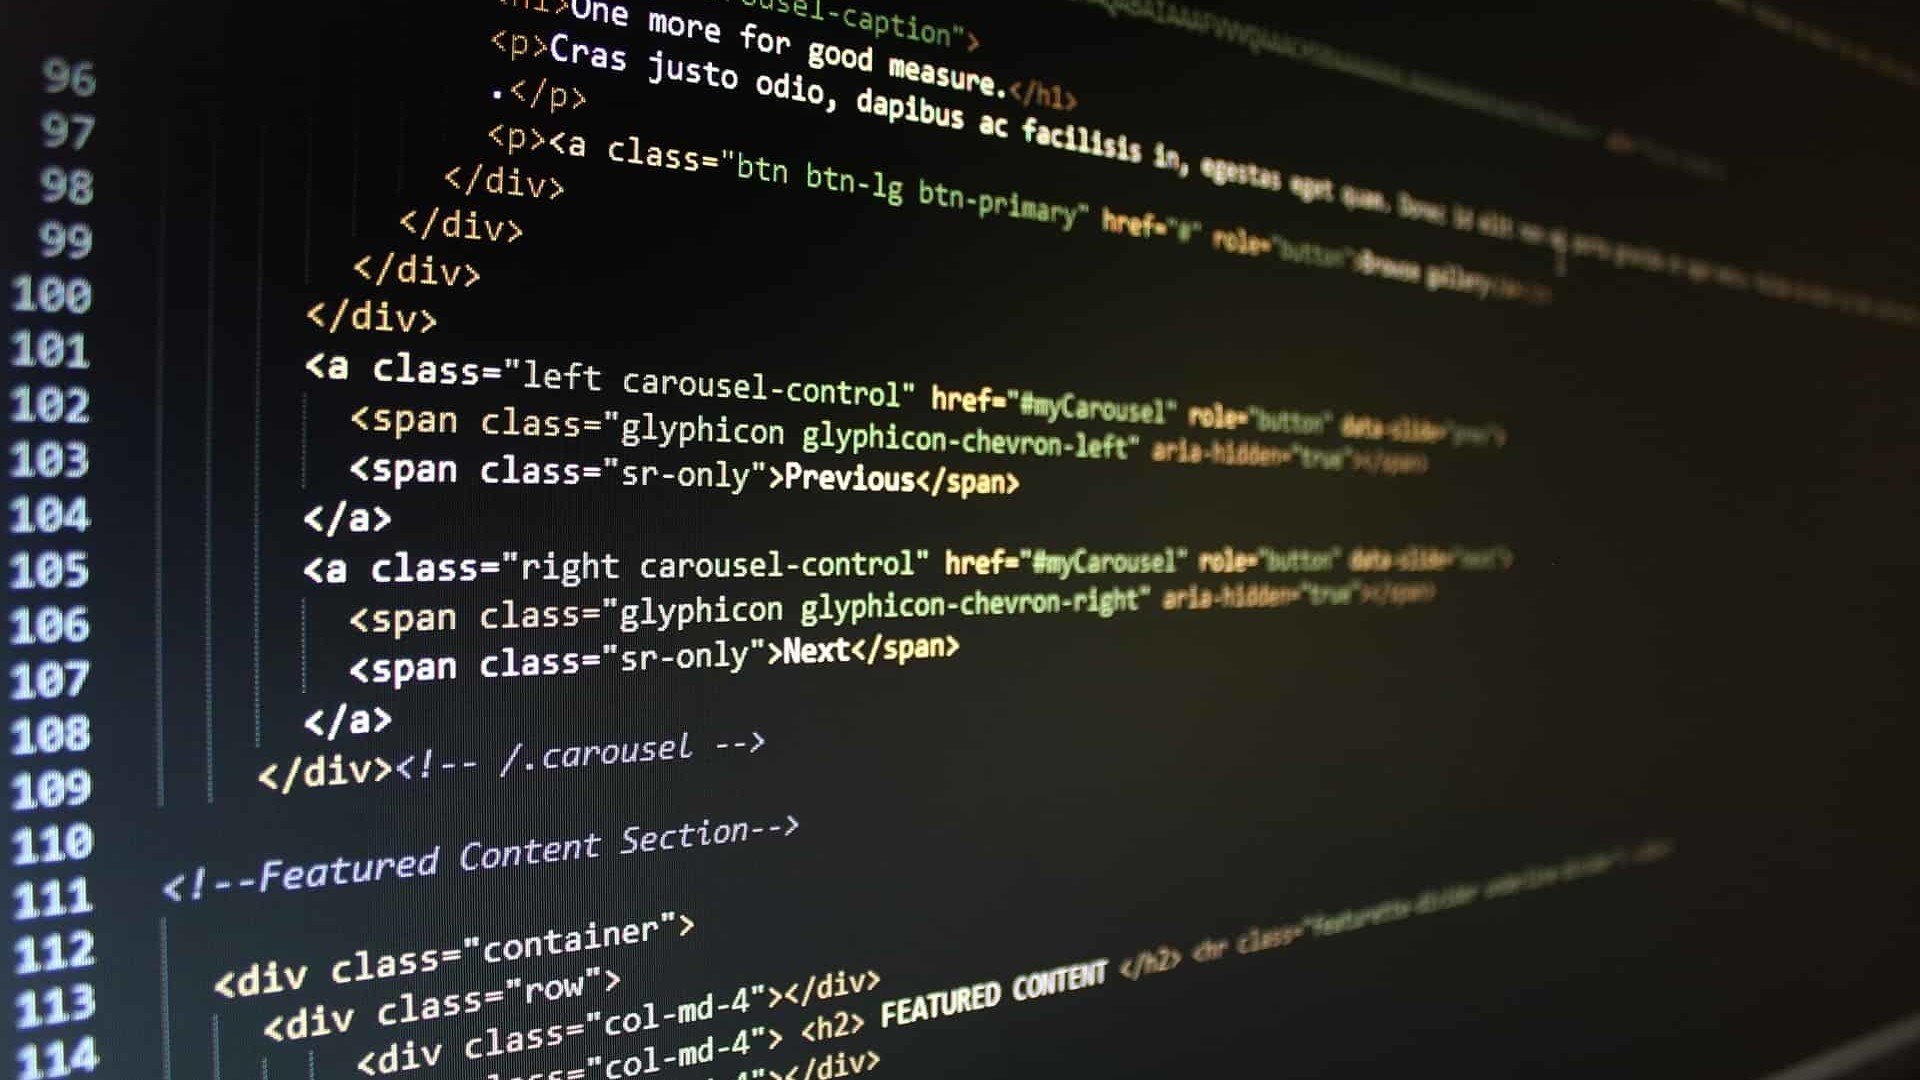 carousel-caption">
<h1>One more for good measure.</h1>
96 <p>Cras justo odio, dapibus ac facilisis in, egestas eget quam. Donec id elit non
97 .</p>
98 <p><a class="btn btn-lg btn-primary" href="#" role="button">Browse gallery
99 </div>
</div>
100 </div>
101 </div>
102 <a class="left carousel-control" href="#myCarousel" role="button" data-slide="prev">
103 <span class="glyphicon glyphicon-chevron-left" aria-hidden="true"></span>
<span class="sr-only">Previous</span>
104 </a>
105 <a class="right carousel-control" href="#myCarousel" role="button" data-slide="next">
106 <span class="glyphicon glyphicon-chevron-right" aria-hidden="true"></span>
107 <span class="sr-only">Next</span>
108 </a>
109 </div><!-- /.carousel -->
110
111 <!--Featured Content Section-->
112
113 <div class="container">
114 <div class="row">
<div class="col-md-4"></div>
class="col-md-4"> <h2> FEATURED CONTENT </h2> <hr class="featurette-divider
"></div>